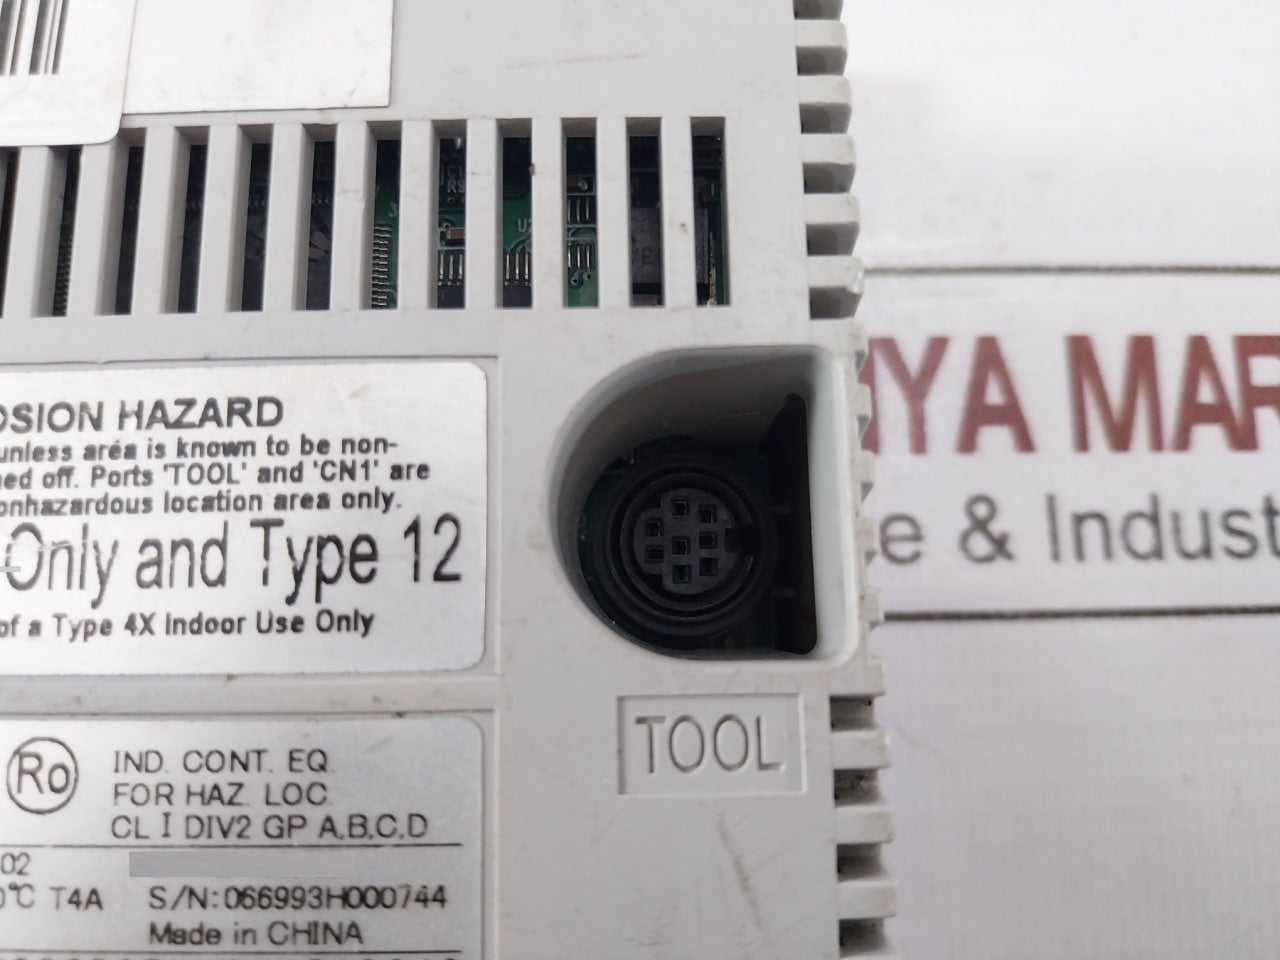 OSION HAZARD
unless area is known to be non-
ed off. Ports 'TOOL' and 'CN1' are
onhazardous location area only.
Only and Type 12
of a Type 4X Indoor Use Only
TOOL
Ro
IND. CONT. EQ.
FOR HAZ. LOC.
CL I DIV2 GP A,B,C,D
02
0℃ T4A S/N:066993H000744
Made in CHINA
YA MAR
e & Indust